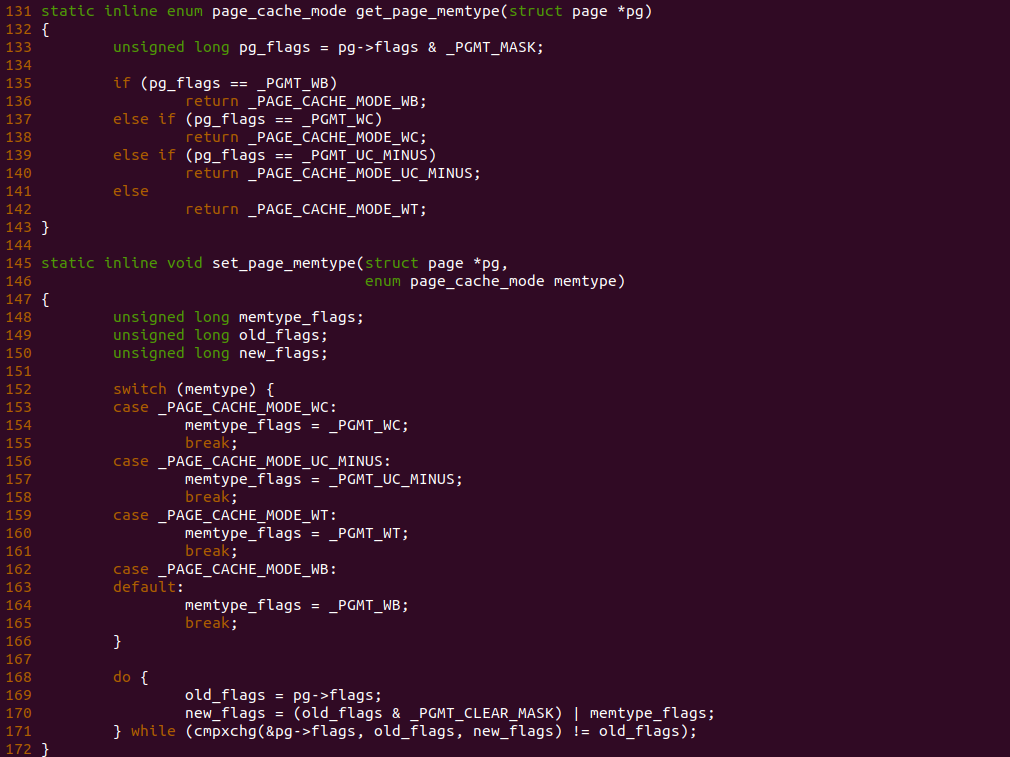 131 static inline enum page_cache_mode get_page_memtype(struct page *pg)
132 {
133         unsigned long pg_flags = pg->flags & _PGMT_MASK;
134
135         if (pg_flags == _PGMT_WB)
136                 return _PAGE_CACHE_MODE_WB;
137         else if (pg_flags == _PGMT_WC)
138                 return _PAGE_CACHE_MODE_WC;
139         else if (pg_flags == _PGMT_UC_MINUS)
140                 return _PAGE_CACHE_MODE_UC_MINUS;
141         else
142                 return _PAGE_CACHE_MODE_WT;
143 }
144
145 static inline void set_page_memtype(struct page *pg,
146                                     enum page_cache_mode memtype)
147 {
148         unsigned long memtype_flags;
149         unsigned long old_flags;
150         unsigned long new_flags;
151
152         switch (memtype) {
153         case _PAGE_CACHE_MODE_WC:
154                 memtype_flags = _PGMT_WC;
155                 break;
156         case _PAGE_CACHE_MODE_UC_MINUS:
157                 memtype_flags = _PGMT_UC_MINUS;
158                 break;
159         case _PAGE_CACHE_MODE_WT:
160                 memtype_flags = _PGMT_WT;
161                 break;
162         case _PAGE_CACHE_MODE_WB:
163         default:
164                 memtype_flags = _PGMT_WB;
165                 break;
166         }
167
168         do {
169                 old_flags = pg->flags;
170                 new_flags = (old_flags & _PGMT_CLEAR_MASK) | memtype_flags;
171         } while (cmpxchg(&pg->flags, old_flags, new_flags) != old_flags);
172 }